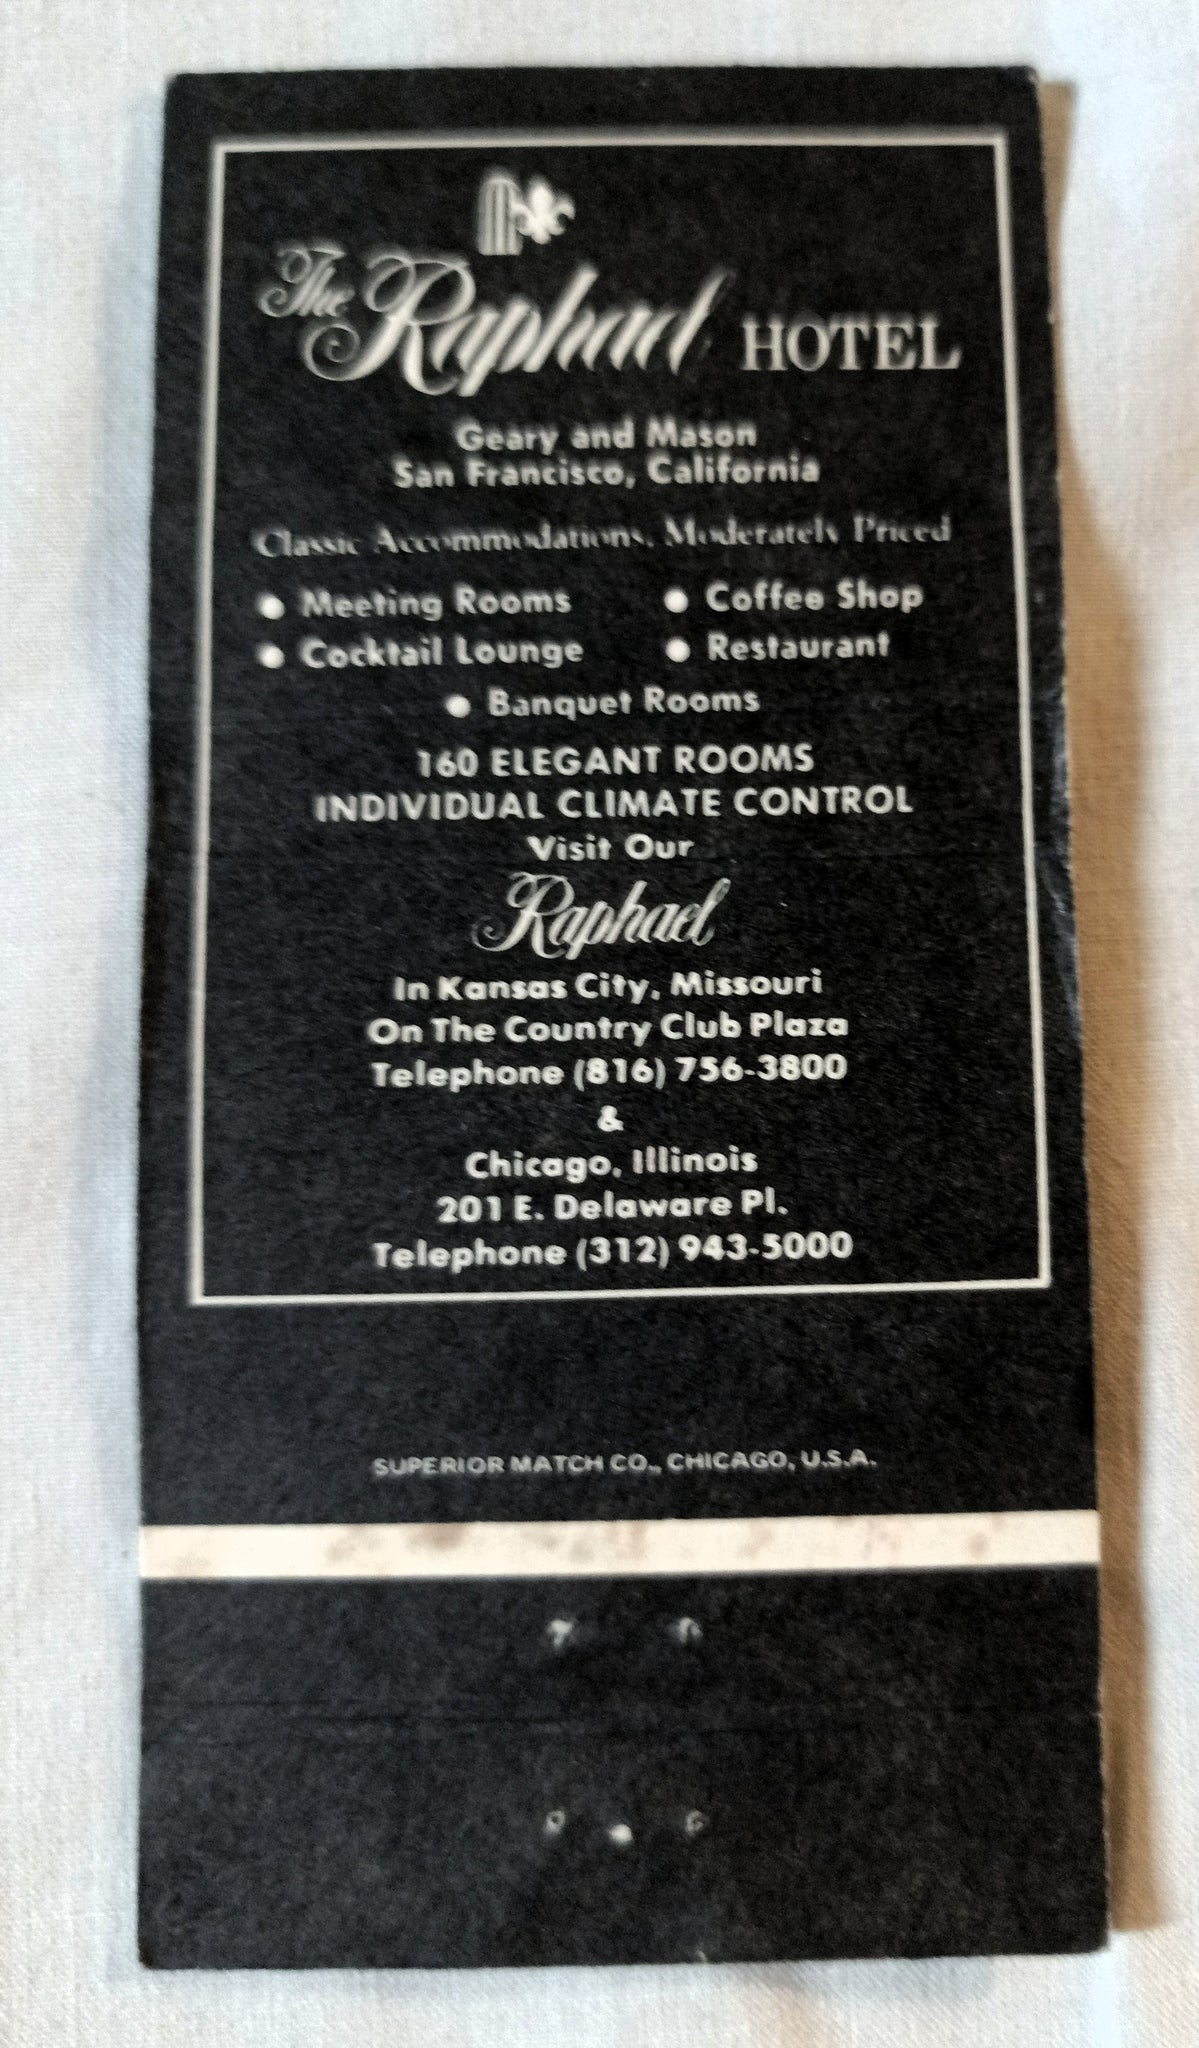 The Raphael HOTEL
Geary and Mason
San Francisco, California
Classic Accommodations, Moderately Priced
• Meeting Rooms • Coffee Shop
• Cocktail Lounge • Restaurant
• Banquet Rooms
160 ELEGANT ROOMS
INDIVIDUAL CLIMATE CONTROL
Visit Our
Raphael
In Kansas City, Missouri
On The Country Club Plaza
Telephone (816) 756-3800
&
Chicago, Illinois
201 E. Delaware Pl.
Telephone (312) 943-5000
SUPERIOR MATCH CO., CHICAGO, U.S.A.